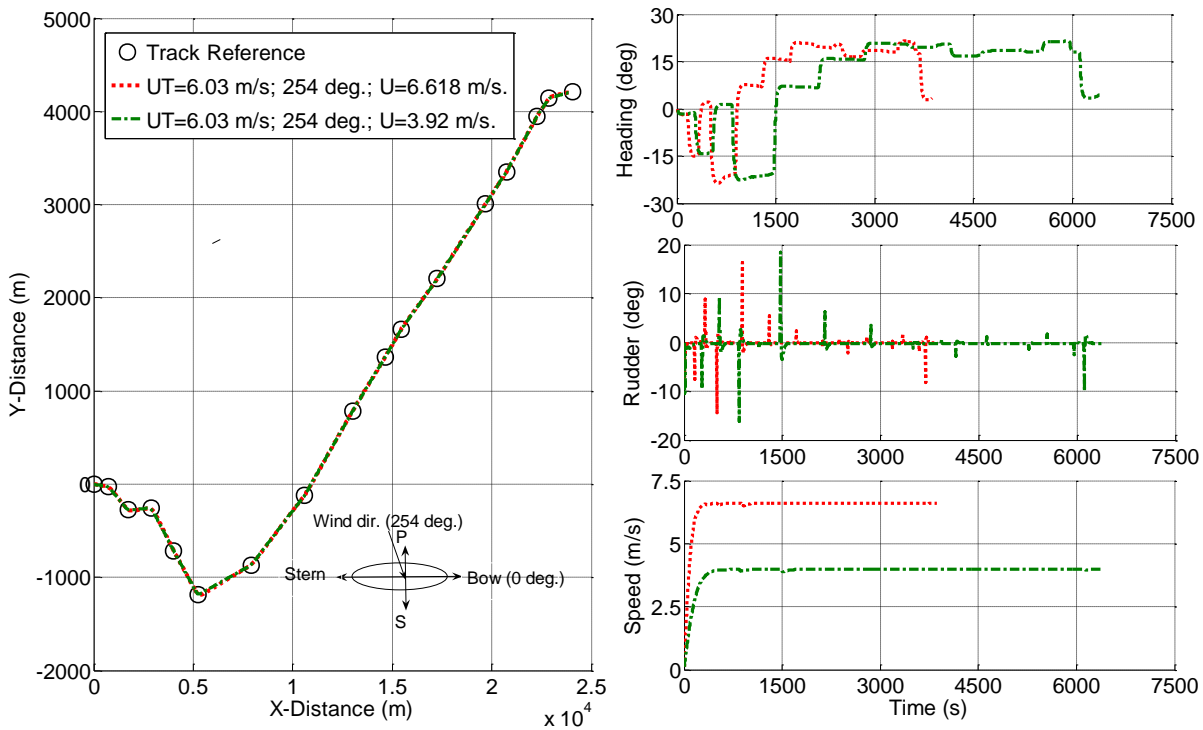 5000
4000
3000
2000
1000
0
-1000
-2000
Y-Distance (m)
Track Reference
UT=6.03 m/s; 254 deg.; U=6.618 m/s.
UT=6.03 m/s; 254 deg.; U=3.92 m/s.
Wind dir. (254 deg.)
P
Stern
Bow (0 deg.)
S
0 0.5 1 1.5 2 2.5
X-Distance (m)
x 10^4
30
15
0
-15
-30
Heading (deg)
0 1500 3000 4500 6000 7500
20
10
0
-10
-20
Rudder (deg)
0 1500 3000 4500 6000 7500
7.5
5
2.5
0
Speed (m/s)
0 1500 3000 4500 6000 7500
Time (s)